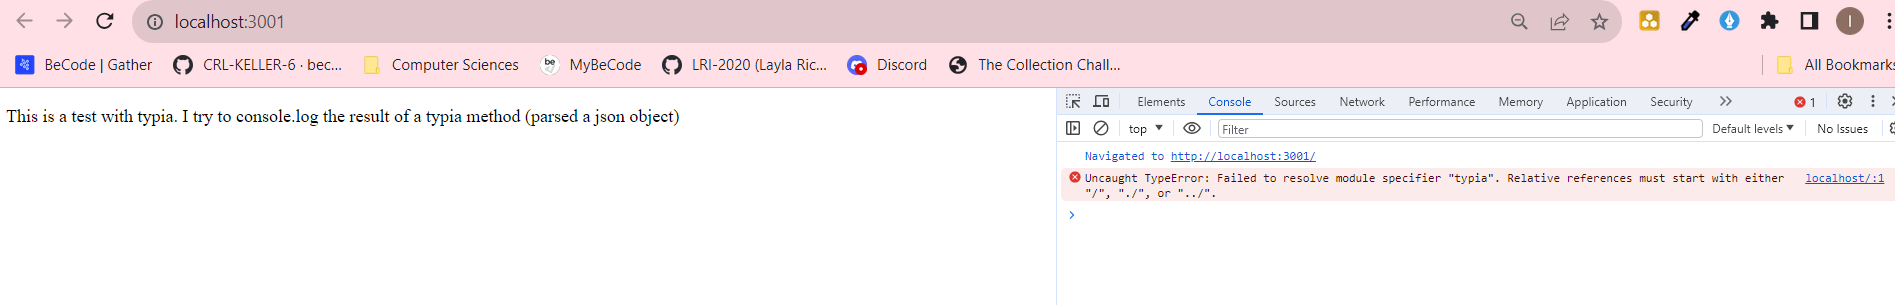 localhost:3001
I
BeCode | Gather
CRL-KELLER-6 · bec...
Computer Sciences
be
MyBeCode
LRI-2020 (Layla Ric...
Discord
The Collection Chall...
All Bookmarks
This is a test with typia. I try to console.log the result of a typia method (parsed a json object)
Elements
Console
Sources
Network
Performance
Memory
Application
Security
1
top
Filter
Default levels
No Issues
Navigated to http://localhost:3001/
Uncaught TypeError: Failed to resolve module specifier "typia". Relative references must start with either localhost/:1
"/", "./", or "../".